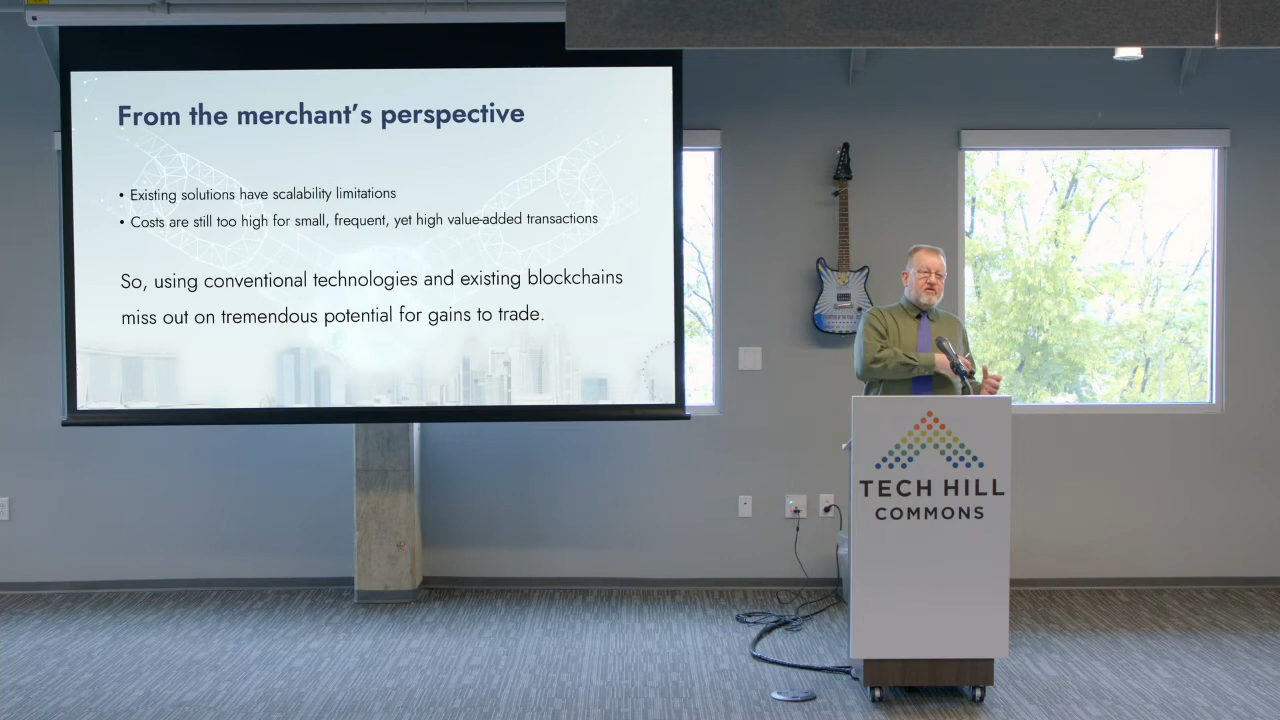 From the merchant's perspective
• Existing solutions have scalability limitations
• Costs are still too high for small, frequent, yet high value-added transactions
So, using conventional technologies and existing blockchains
miss out on tremendous potential for gains to trade.
TECH HILL
COMMONS